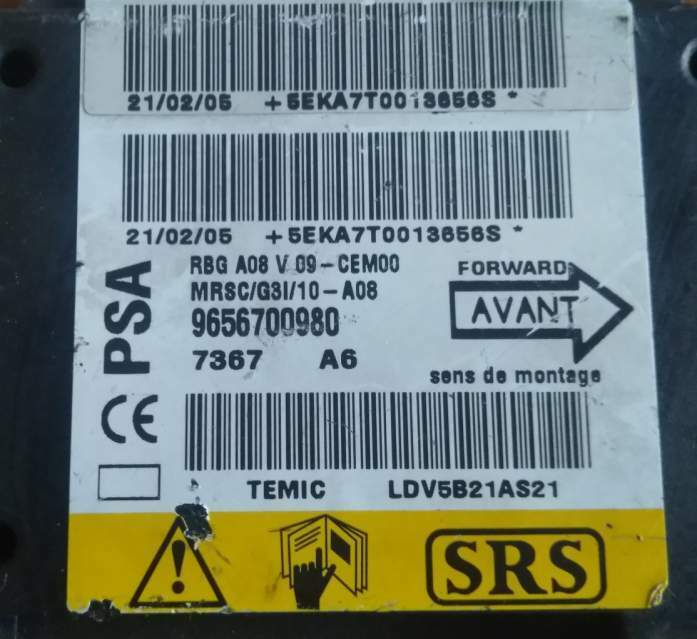 21/02/05 +5EKA7T0013656S *
21/02/05 +5EKA7T0013656S *
RBG A08 V 09-CEM00
MRSC/G3I/10-A08
9656700980
7367 A6
FORWARD
AVANT
sens de montage
PSA
CE
TEMIC LDV5B21AS21
SRS